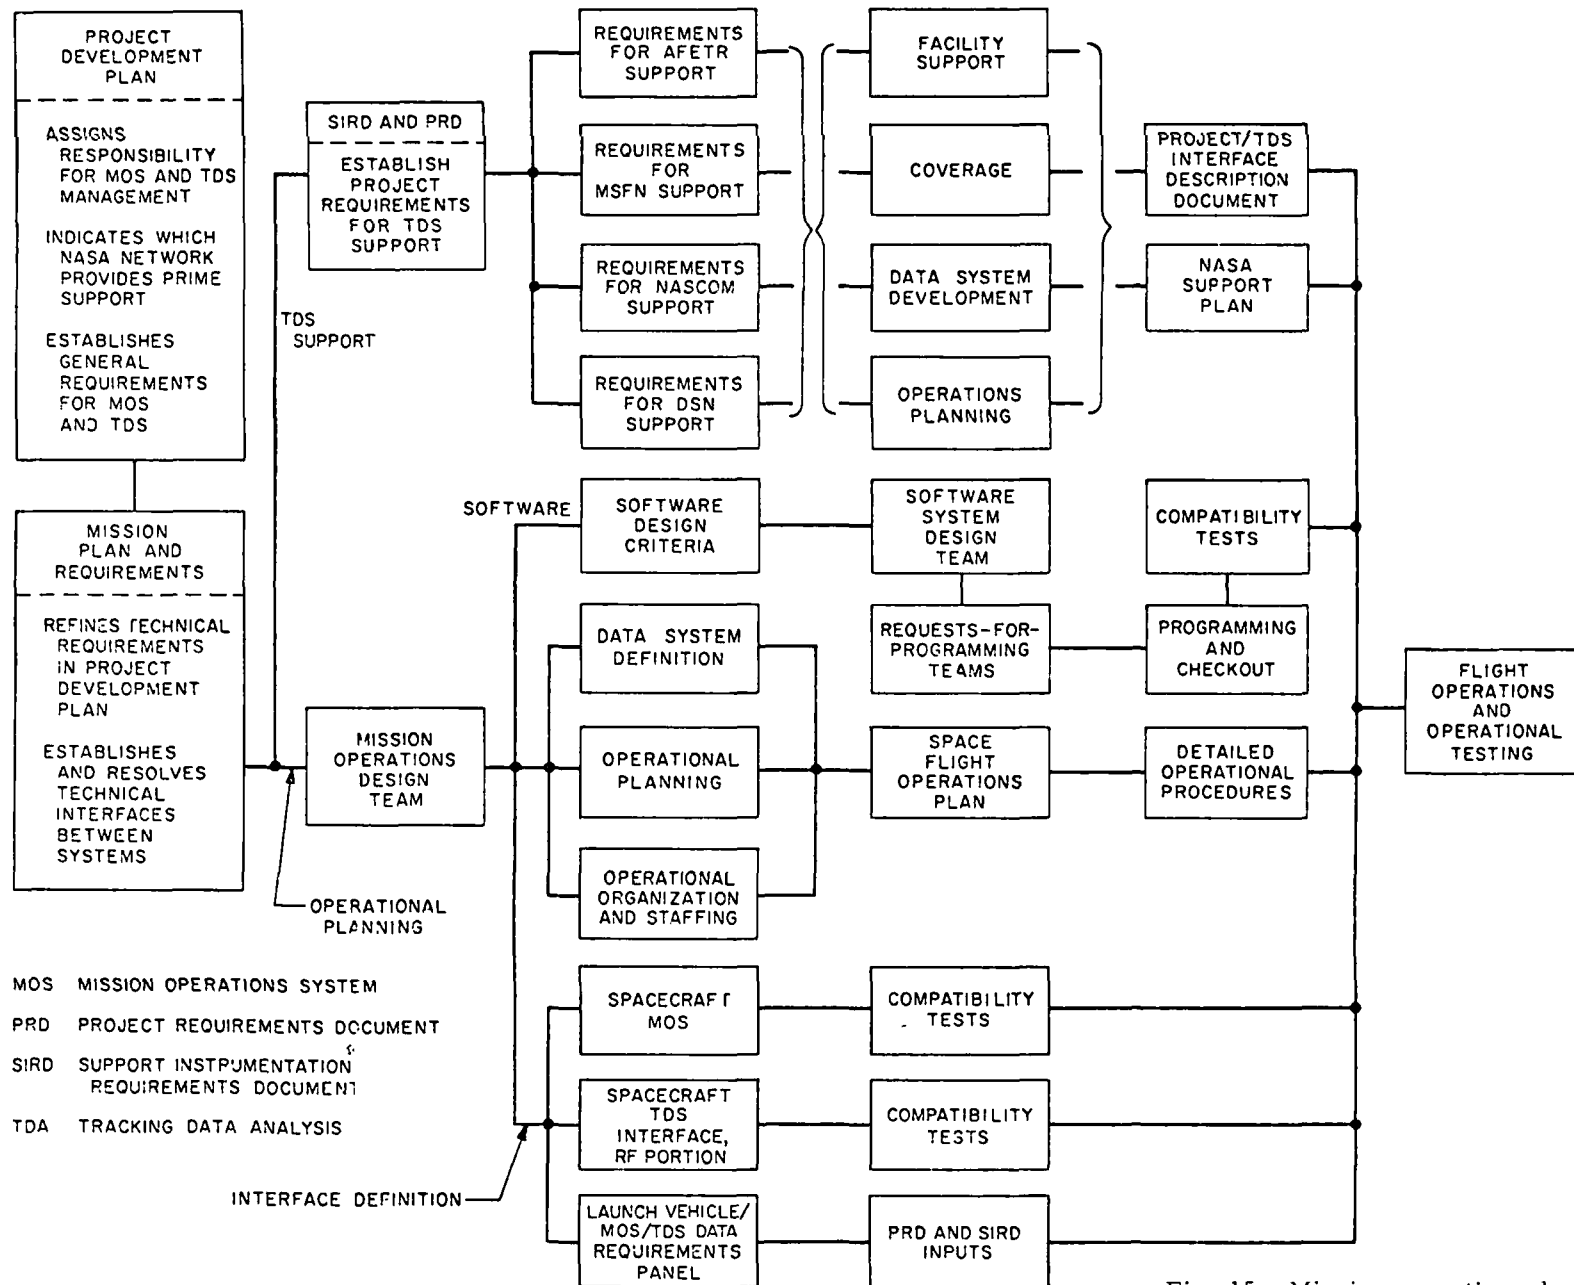 PROJECT
DEVELOPMENT
PLAN
ASSIGNS
RESPONSIBILITY
FOR MOS AND TDS
MANAGEMENT
INDICATES WHICH
NASA NETWORK
PROVIDES PRIME
SUPPORT
ESTABLISHES
GENERAL
REQUIREMENTS
FOR MOS
AND TDS
MISSION
PLAN AND
REQUIREMENTS
REFINES TECHNICAL
REQUIREMENTS
IN PROJECT
DEVELOPMENT
PLAN
ESTABLISHES
AND RESOLVES
TECHNICAL
INTERFACES
BETWEEN
SYSTEMS
TDS
SUPPORT
OPERATIONAL
PLANNING
SIRD AND PRD
ESTABLISH
PROJECT
REQUIREMENTS
FOR TDS
SUPPORT
MISSION
OPERATIONS
DESIGN
TEAM
REQUIREMENTS
FOR AFETR
SUPPORT
REQUIREMENTS
FOR
MSFN SUPPORT
REQUIREMENTS
FOR NASCOM
SUPPORT
REQUIREMENTS
FOR DSN
SUPPORT
FACILITY
SUPPORT
COVERAGE
DATA SYSTEM
DEVELOPMENT
OPERATIONS
PLANNING
PROJECT/TDS
INTERFACE
DESCRIPTION
DOCUMENT
NASA
SUPPORT
PLAN
SOFTWARE
SOFTWARE
DESIGN
CRITERIA
SOFTWARE
SYSTEM
DESIGN
TEAM
COMPATIBILITY
TESTS
DATA SYSTEM
DEFINITION
REQUESTS-FOR-
PROGRAMMING
TEAMS
PROGRAMMING
AND
CHECKOUT
OPERATIONAL
PLANNING
SPACE
FLIGHT
OPERATIONS
PLAN
DETAILED
OPERATIONAL
PROCEDURES
OPERATIONAL
ORGANIZATION
AND STAFFING
FLIGHT
OPERATIONS
AND
OPERATIONAL
TESTING
SPACECRAFT
MOS
COMPATIBILITY
TESTS
SPACECRAFT
TDS
INTERFACE,
RF PORTION
COMPATIBILITY
TESTS
INTERFACE DEFINITION
LAUNCH VEHICLE/
MOS/TDS DATA
REQUIREMENTS
PANEL
PRD AND SIRD
INPUTS
MOS MISSION OPERATIONS SYSTEM
PRD PROJECT REQUIREMENTS DOCUMENT
SIRD SUPPORT INSTRUMENTATION
REQUIREMENTS DOCUMENT
TDA TRACKING DATA ANALYSIS